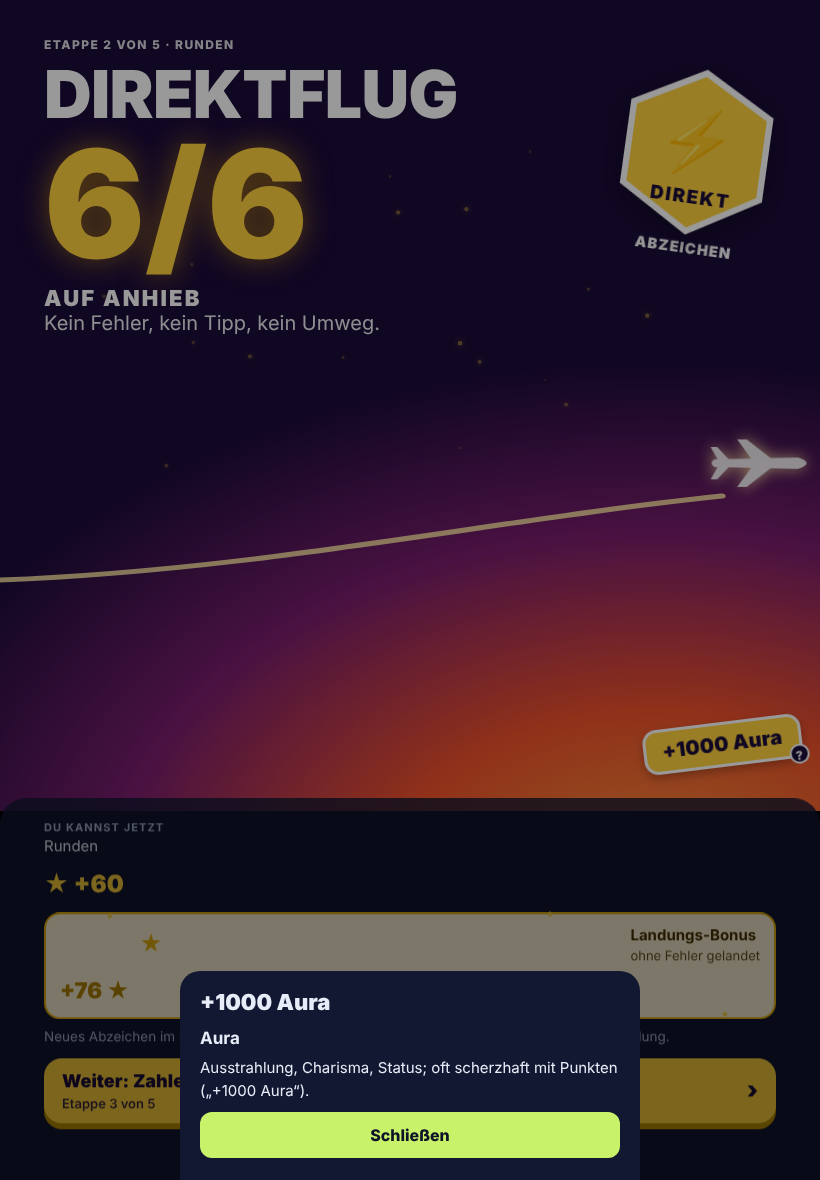 ETAPPE 2 VON 5 · RUNDEN
DIREKTFLUG
6/6
AUF ANHIEB
Kein Fehler, kein Tipp, kein Umweg.
DIREKT
ABZEICHEN
+1000 Aura
?
DU KANNST JETZT
Runden
★ +60
Landungs-Bonus
ohne Fehler gelandet
+76 ★
Neues Abzeichen im
Weiter: Zahle
Etappe 3 von 5
›
+1000 Aura
Aura
Ausstrahlung, Charisma, Status; oft scherzhaft mit Punkten
(„+1000 Aura“).
Schließen